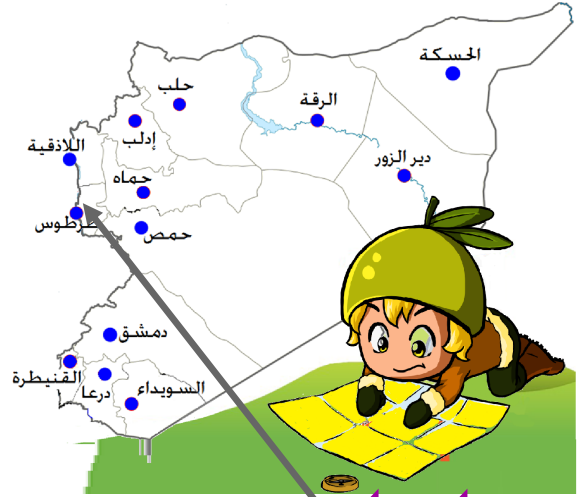 الحسكة
حلب
الرقة
إدلب
اللاذقية
دير الزور
حماه
طرطوس
حمص
دمشق
القنيطرة
درعا
السويداء